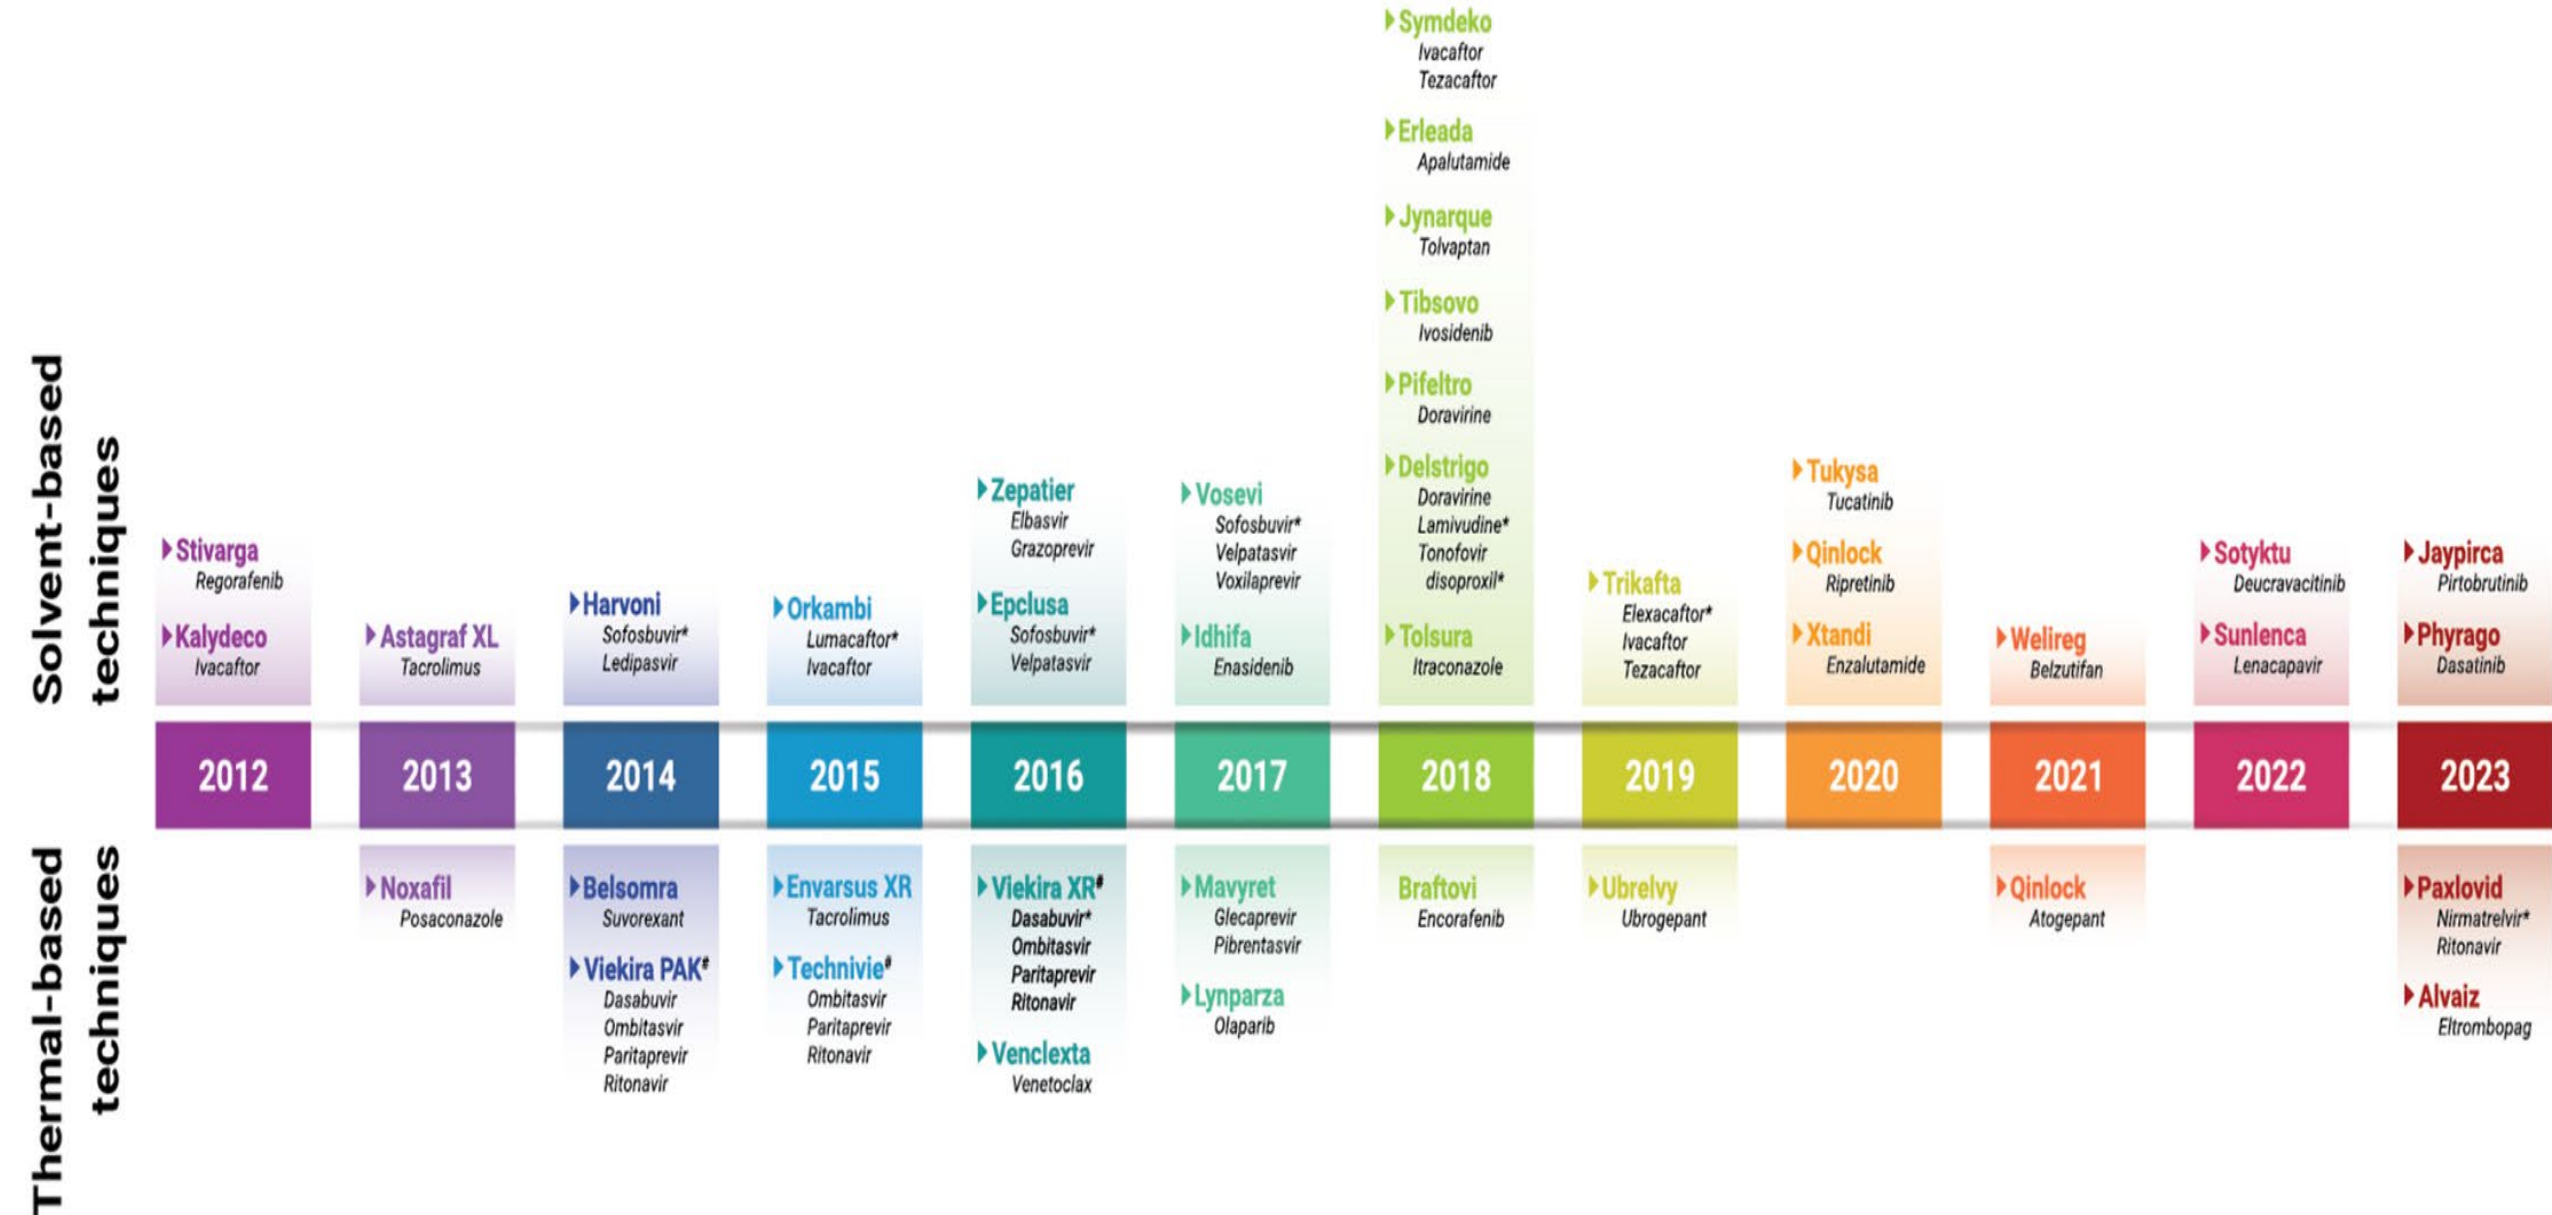 Solvent-based
techniques
Stivarga
Regorafenib
Kalydeco
Ivacaftor
Astagraf XL
Tacrolimus
Harvoni
Sofosbuvir*
Ledipasvir
Orkambi
Lumacaftor*
Ivacaftor
Zepatier
Elbasvir
Grazoprevir
Epclusa
Sofosbuvir*
Velpatasvir
Vosevi
Sofosbuvir*
Velpatasvir
Voxilaprevir
Idhifa
Enasidenib
Symdeko
Ivacaftor
Tezacaftor
Erleada
Apalutamide
Jynarque
Tolvaptan
Tibsovo
Ivosidenib
Pifeltro
Doravirine
Delstrigo
Doravirine
Lamivudine*
Tonofovir
disoproxil*
Tolsura
Itraconazole
Trikafta
Elexacaftor*
Ivacaftor
Tezacaftor
Tukysa
Tucatinib
Qinlock
Ripretinib
Xtandi
Enzalutamide
Welireg
Belzutifan
Sotyktu
Deucravacitinib
Sunlenca
Lenacapavir
Jaypirca
Pirtobrutinib
Phyrago
Dasatinib
2012
2013
2014
2015
2016
2017
2018
2019
2020
2021
2022
2023
Thermal-based
techniques
Noxafil
Posaconazole
Belsomra
Suvorexant
Viekira PAK#
Dasabuvir
Ombitasvir
Paritaprevir
Ritonavir
Envarsus XR
Tacrolimus
Technivie#
Ombitasvir
Paritaprevir
Ritonavir
Viekira XR#
Dasabuvir*
Ombitasvir
Paritaprevir
Ritonavir
Venclexta
Venetoclax
Mavyret
Glecaprevir
Pibrentasvir
Lynparza
Olaparib
Braftovi
Encorafenib
Ubrelvy
Ubrogepant
Qinlock
Atogepant
Paxlovid
Nirmatrelvir*
Ritonavir
Alvaiz
Eltrombopag